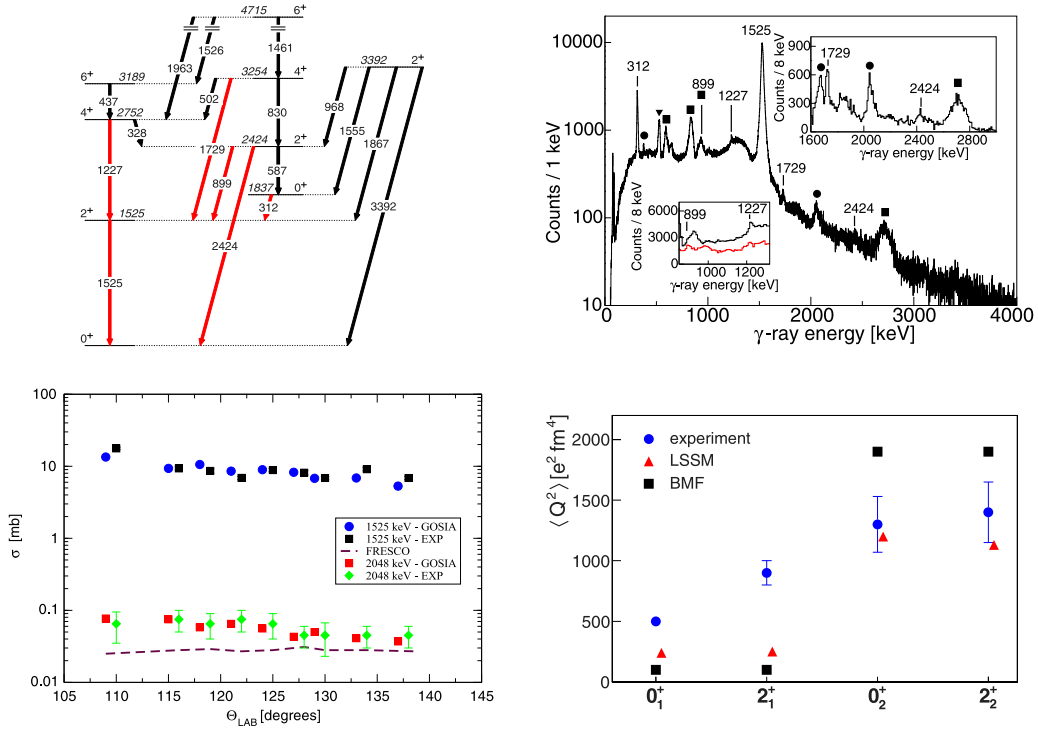 4715 6+
1526
1963
1461
6+ 3189
3254 4+
3392 2+
437
502
4+ 2752
830
968
328
1555
2424 2+
1867
1729
1227
899
587
1837 0+
312
3392
2+ 1525
2424
1525
0+
10000
1000
100
10
Counts / 1 keV
0 1000 2000 3000 4000
γ-ray energy [keV]
1525
312
899
1227
1729
2424
900
600
300
0
Counts / 8 keV
1729
2424
1600 2000 2400 2800
γ-ray energy [keV]
6000
3000
0
Counts / 8 keV
899
1227
1000 1200
γ-ray energy [keV]
100
10
1
0.1
0.01
σ [mb]
1525 keV - GOSIA
1525 keV - EXP
FRESCO
2048 keV - GOSIA
2048 keV - EXP
105 110 115 120 125 130 135 140 145
Θ_LAB [degrees]
⟨Q²⟩ [e² fm⁴]
2000
1500
1000
500
0
experiment
LSSM
BMF
0₁⁺ 2₁⁺ 0₂⁺ 2₂⁺